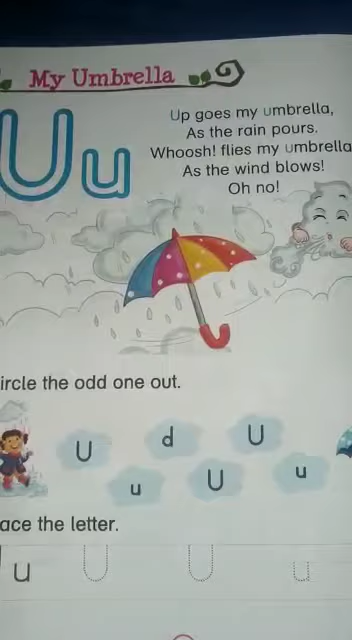 My Umbrella
Uu
Up goes my umbrella,
As the rain pours.
Whoosh! flies my umbrella
As the wind blows!
Oh no!
ircle the odd one out.
U d U
u U u
ace the letter.
u U U u